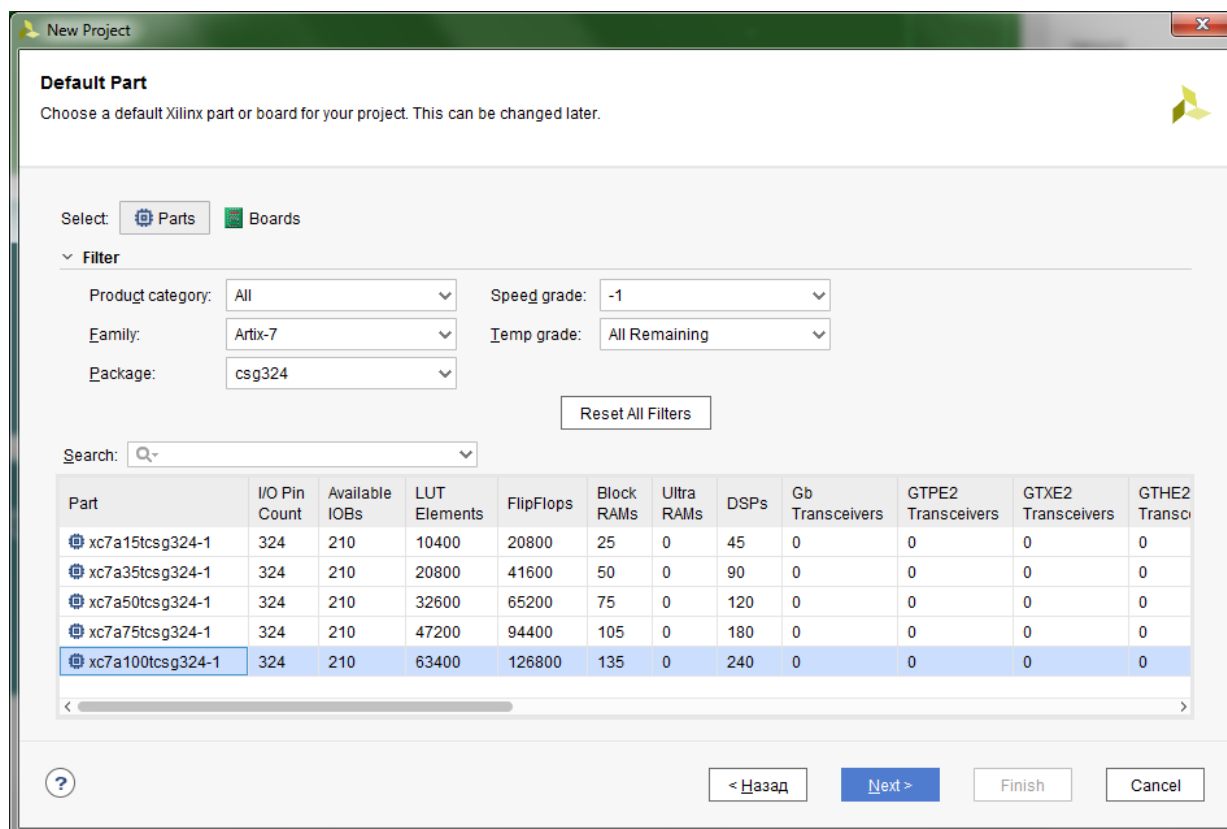 New Project
Default Part
Choose a default Xilinx part or board for your project. This can be changed later.
Select: Parts Boards
Filter
Product category: All Speed grade: -1
Family: Artix-7 Temp grade: All Remaining
Package: csg324
Reset All Filters
Search:
Part I/O Pin Count Available IOBs LUT Elements FlipFlops Block RAMs Ultra RAMs DSPs Gb Transceivers GTPE2 Transceivers GTXE2 Transceivers GTHE2 Transc
xc7a15tcsg324-1 324 210 10400 20800 25 0 45 0 0 0 0
xc7a35tcsg324-1 324 210 20800 41600 50 0 90 0 0 0 0
xc7a50tcsg324-1 324 210 32600 65200 75 0 120 0 0 0 0
xc7a75tcsg324-1 324 210 47200 94400 105 0 180 0 0 0 0
xc7a100tcsg324-1 324 210 63400 126800 135 0 240 0 0 0 0
? < Назад Next > Finish Cancel